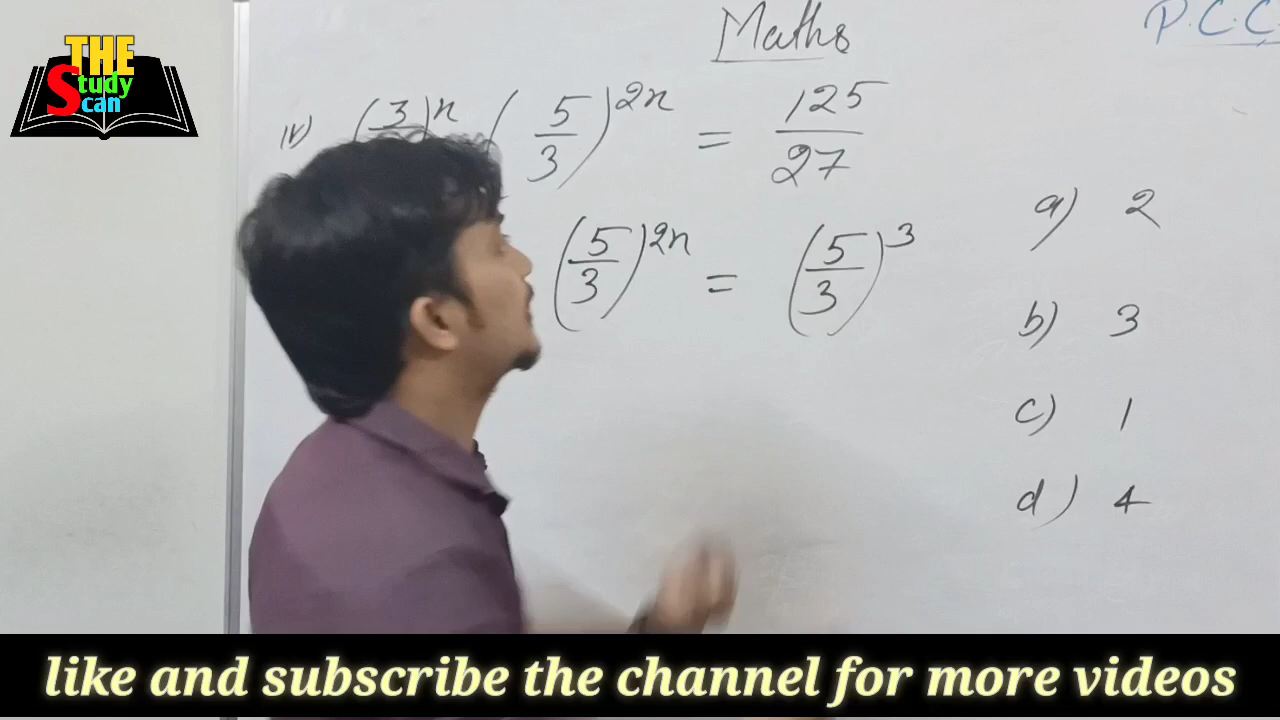 THE
Study
Scan
Maths
P.C.C
iv) (3)^n (5/3)^2n = 125/27
(5/3)^2n = (5/3)^3
a) 2
b) 3
c) 1
d) 4
like and subscribe the channel for more videos